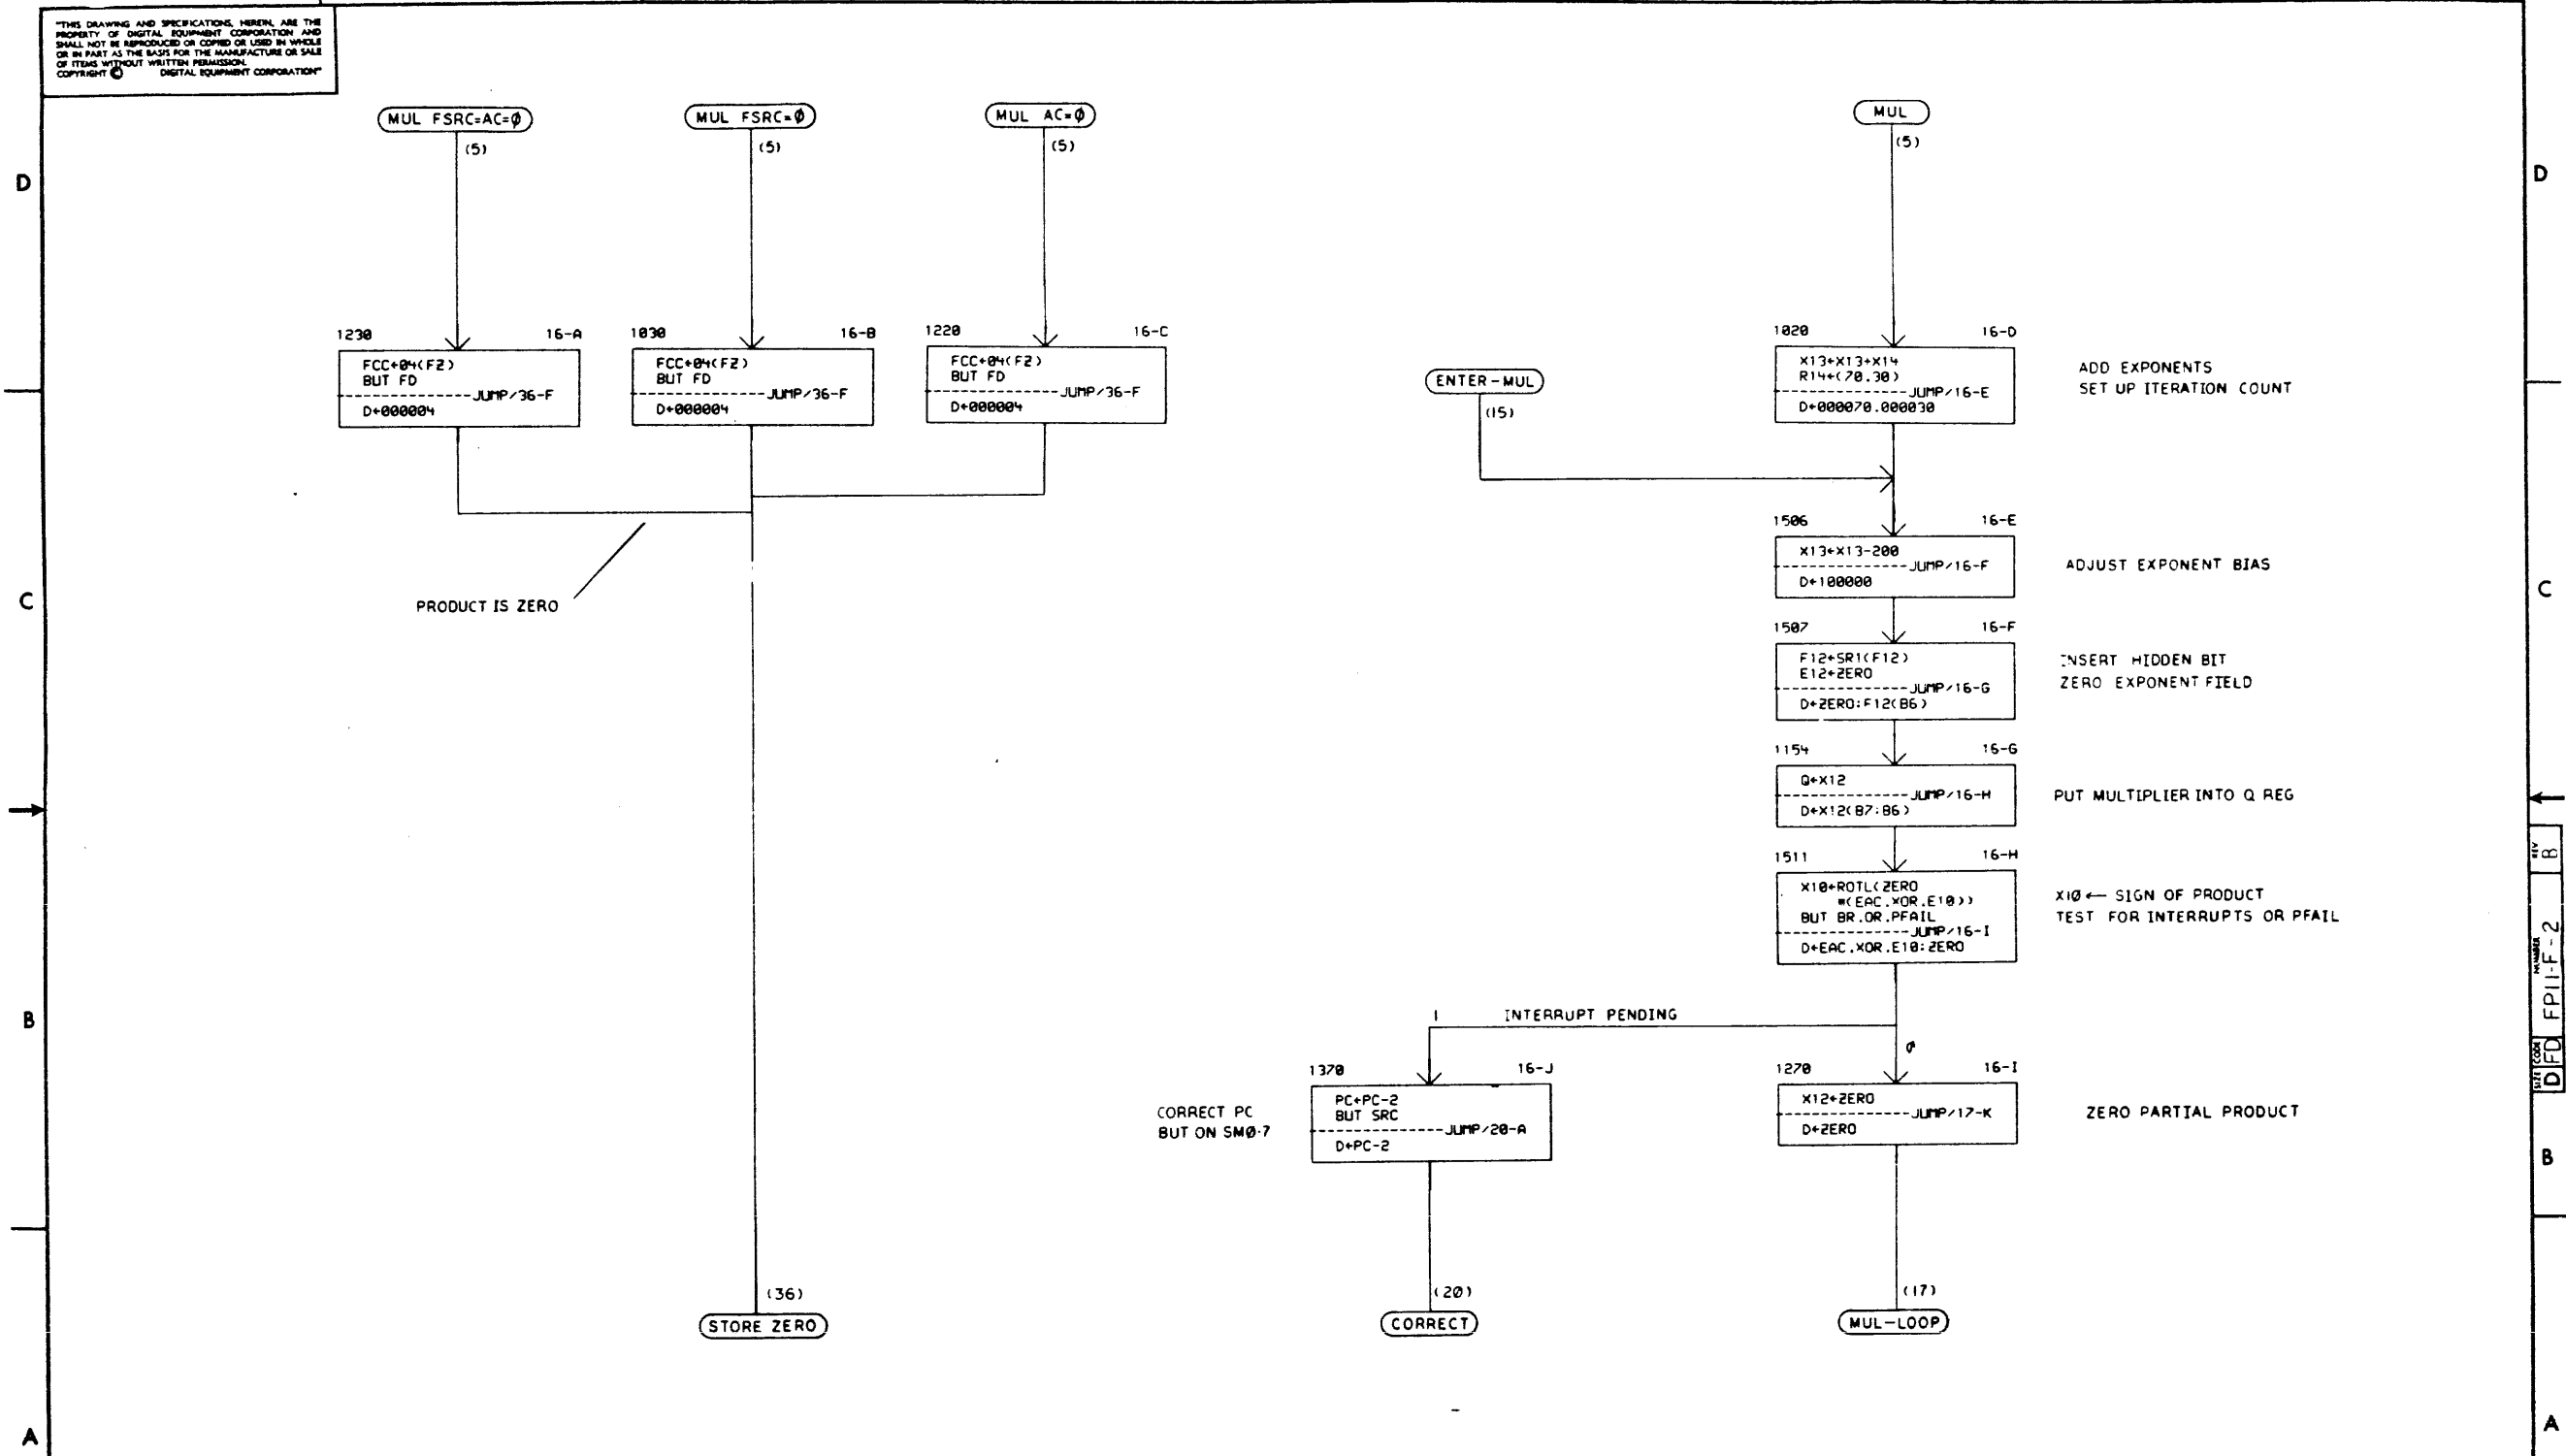 "THIS DRAWING AND SPECIFICATIONS, HEREIN, ARE THE
PROPERTY OF DIGITAL EQUIPMENT CORPORATION AND
SHALL NOT BE REPRODUCED OR COPIED OR USED IN WHOLE
OR IN PART AS THE BASIS FOR THE MANUFACTURE OR SALE
OF ITEMS WITHOUT WRITTEN PERMISSION.
COPYRIGHT © DIGITAL EQUIPMENT CORPORATION"
MUL FSRC=AC=Ø
(5)
MUL FSRC=Ø
(5)
MUL AC=Ø
(5)
MUL
(5)
D
D
1230 16-A
FCC←04(F2)
BUT FD
JUMP/36-F
D←000004
1030 16-B
FCC←04(F2)
BUT FD
JUMP/36-F
D←000004
1220 16-C
FCC←04(F2)
BUT FD
JUMP/36-F
D←000004
1020 16-D
X13←X13+X14
R14←(70.30)
JUMP/16-E
D←000070.000030
ADD EXPONENTS
SET UP ITERATION COUNT
ENTER-MUL
(15)
1506 16-E
X13←X13-200
JUMP/16-F
D←100000
ADJUST EXPONENT BIAS
C
C
PRODUCT IS ZERO
1507 16-F
F12←SR1(F12)
E12←ZERO
JUMP/16-G
D←ZERO:F12(B6)
INSERT HIDDEN BIT
ZERO EXPONENT FIELD
1154 16-G
Q←X12
JUMP/16-H
D←X12(B7:B6)
PUT MULTIPLIER INTO Q REG
1511 16-H
X10←ROTL(ZERO
#(EAC.XOR.E10))
BUT BR.OR.PFAIL
JUMP/16-I
D←EAC.XOR.E10:ZERO
X1Ø ← SIGN OF PRODUCT
TEST FOR INTERRUPTS OR PFAIL
B
1 INTERRUPT PENDING
Ø
1370 16-J
PC←PC-2
BUT SRC
JUMP/20-A
D←PC-2
CORRECT PC
BUT ON SMØ-7
1270 16-I
X12←ZERO
JUMP/17-K
D←ZERO
ZERO PARTIAL PRODUCT
B
(36)
STORE ZERO
(20)
CORRECT
(17)
MUL-LOOP
A
A
SIZE
D
CODE
FD
NUMBER
FP11-F-2
REV
B